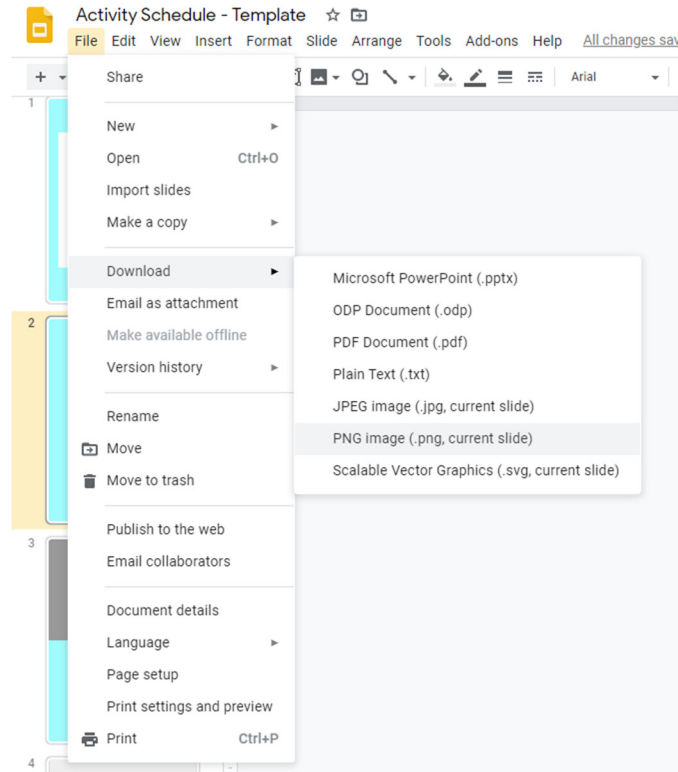 Activity Schedule - Template
File Edit View Insert Format Slide Arrange Tools Add-ons Help All changes sav
Arial
1
Share
New
Open Ctrl+O
Import slides
Make a copy
Download
Microsoft PowerPoint (.pptx)
Email as attachment
ODP Document (.odp)
2
Make available offline
PDF Document (.pdf)
Version history
Plain Text (.txt)
JPEG image (.jpg, current slide)
Rename
PNG image (.png, current slide)
Move
Scalable Vector Graphics (.svg, current slide)
Move to trash
Publish to the web
3
Email collaborators
Document details
Language
Page setup
Print settings and preview
Print Ctrl+P
4